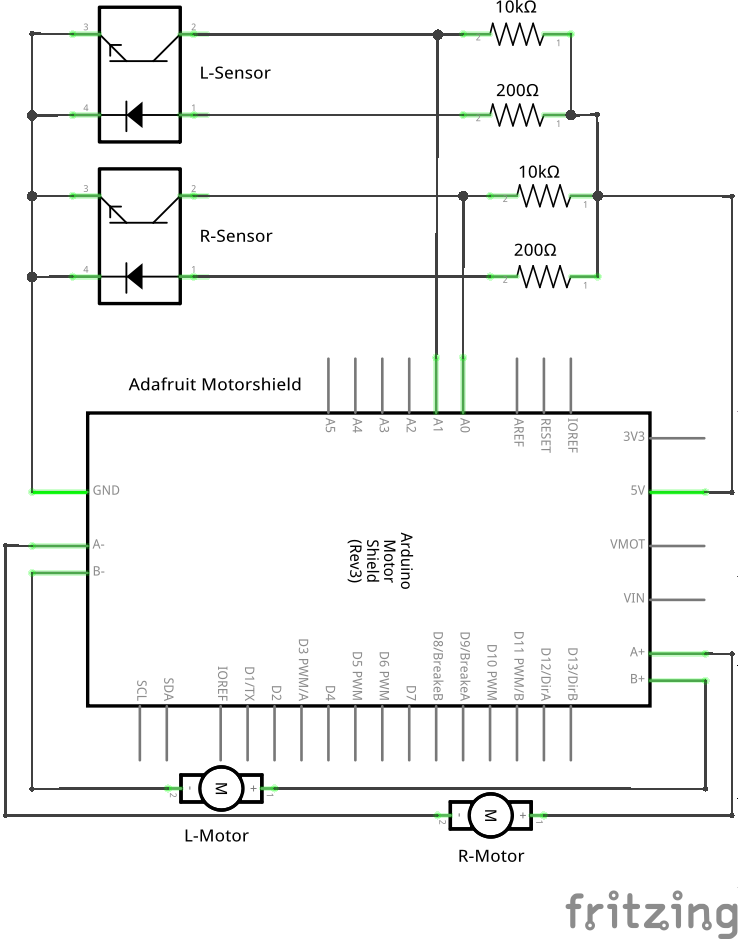 10kΩ
3
2
2
1
L-Sensor
200Ω
4
1
2
1
10kΩ
3
2
2
1
R-Sensor
200Ω
4
1
2
1
Adafruit Motorshield
A5
A4
A3
A2
A1
A0
AREF
RESET
IOREF
3V3
GND
5V
A-
B-
Arduino
Motor
Shield
(Rev3)
VMOT
VIN
A+
B+
SCL
SDA
IOREF
D1/TX
D2
D3 PWM/A
D4
D5 PWM
D6 PWM
D7
D8/BreakeB
D9/BreakeA
D10 PWM
D11 PWM/B
D12/DirA
D13/DirB
2
-
M
+
1
L-Motor
2
-
M
+
1
R-Motor
fritzing